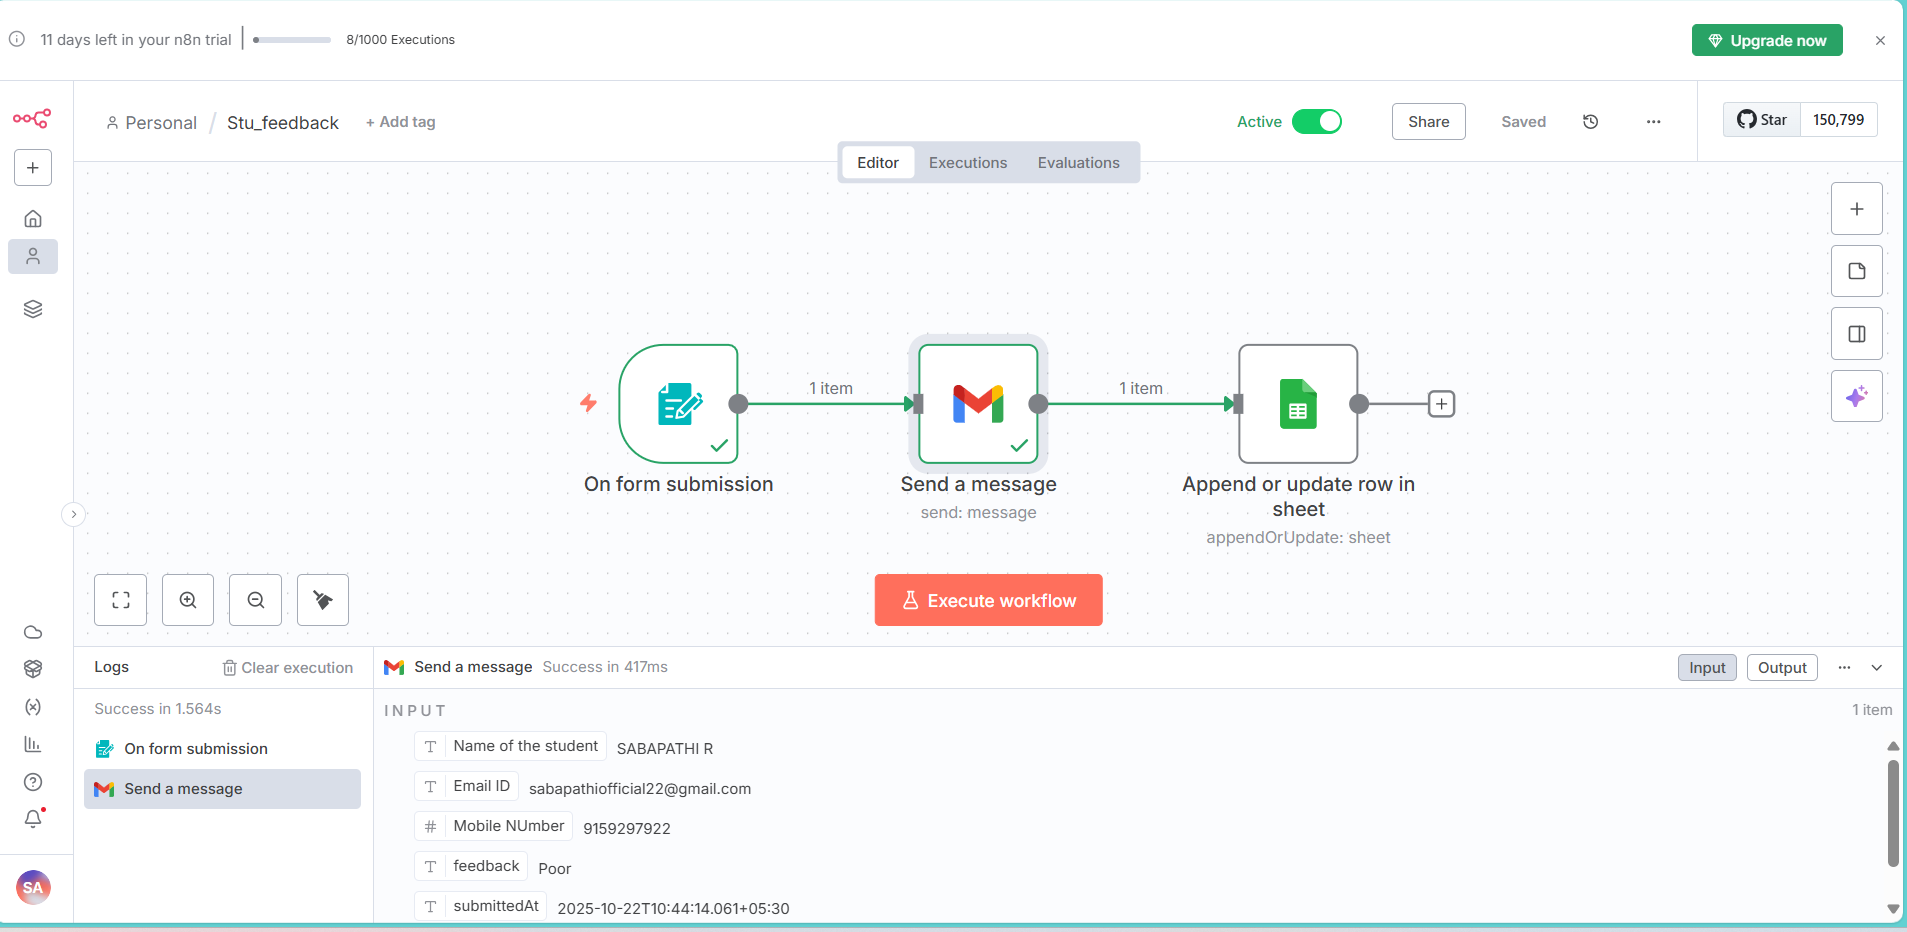 11 days left in your n8n trial
8/1000 Executions
Upgrade now
Personal / Stu_feedback + Add tag
Active
Share
Saved
Star 150,799
Editor Executions Evaluations
1 item
1 item
On form submission
Send a message
send: message
Append or update row in
sheet
appendOrUpdate: sheet
Execute workflow
Logs
Clear execution
Send a message Success in 417ms
Input
Output
Success in 1.564s
On form submission
Send a message
INPUT
1 item
T Name of the student SABAPATHI R
T Email ID sabapathiofficial22@gmail.com
# Mobile NUmber 9159297922
T feedback Poor
T submittedAt 2025-10-22T10:44:14.061+05:30
SA